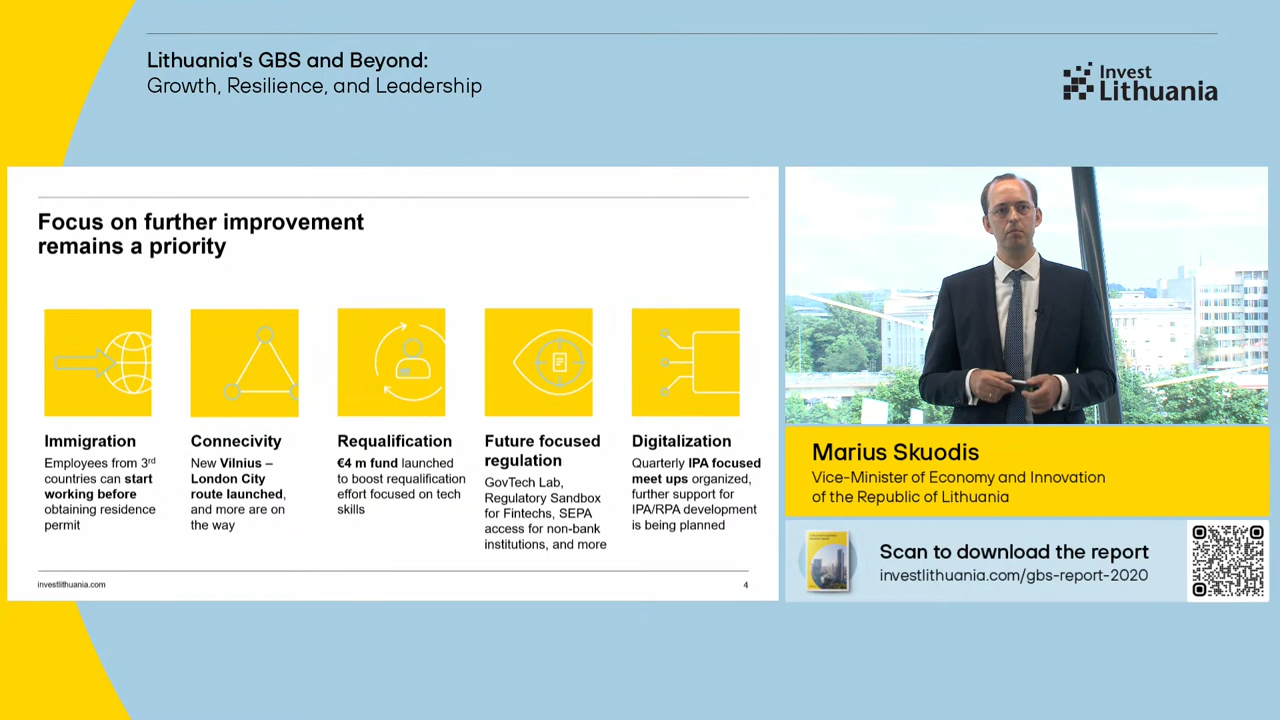 Lithuania's GBS and Beyond:
Growth, Resilience, and Leadership
Invest
Lithuania
Focus on further improvement
remains a priority
Immigration
Employees from 3rd
countries can start
working before
obtaining residence
permit
Connecivity
New Vilnius –
London City
route launched,
and more are on
the way
Requalification
€4 m fund launched
to boost requalification
effort focused on tech
skills
Future focused
regulation
GovTech Lab,
Regulatory Sandbox
for Fintechs, SEPA
access for non-bank
institutions, and more
Digitalization
Quarterly IPA focused
meet ups organized,
further support for
IPA/RPA development
is being planned
investlithuania.com
4
Marius Skuodis
Vice-Minister of Economy and Innovation
of the Republic of Lithuania
Scan to download the report
investlithuania.com/gbs-report-2020